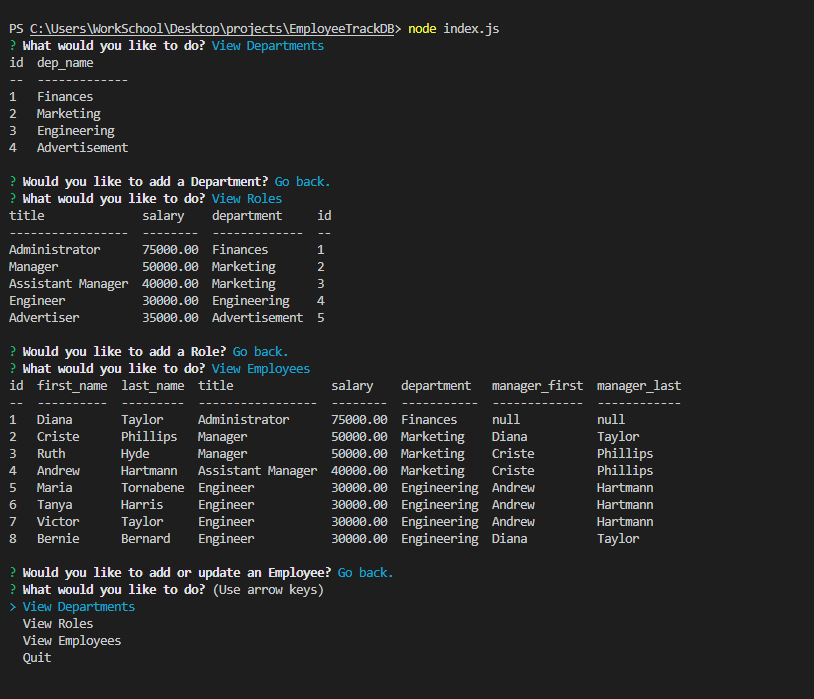 PS C:\Users\WorkSchool\Desktop\projects\EmployeeTrackDB> node index.js
? What would you like to do? View Departments
id  dep_name
--  -------------
1   Finances
2   Marketing
3   Engineering
4   Advertisement

? Would you like to add a Department? Go back.
? What would you like to do? View Roles
title              salary    department     id
-----------------  --------  -------------  --
Administrator      75000.00  Finances       1
Manager            50000.00  Marketing      2
Assistant Manager  40000.00  Marketing      3
Engineer           30000.00  Engineering    4
Advertiser         35000.00  Advertisement  5

? Would you like to add a Role? Go back.
? What would you like to do? View Employees
id  first_name  last_name  title              salary    department   manager_first  manager_last
--  ----------  ---------  -----------------  --------  -----------  -------------  ------------
1   Diana       Taylor     Administrator      75000.00  Finances     null           null
2   Criste      Phillips   Manager            50000.00  Marketing    Diana          Taylor
3   Ruth        Hyde       Manager            50000.00  Marketing    Criste         Phillips
4   Andrew      Hartmann   Assistant Manager  40000.00  Marketing    Criste         Phillips
5   Maria       Tornabene  Engineer           30000.00  Engineering  Andrew         Hartmann
6   Tanya       Harris     Engineer           30000.00  Engineering  Andrew         Hartmann
7   Victor      Taylor     Engineer           30000.00  Engineering  Andrew         Hartmann
8   Bernie      Bernard    Engineer           30000.00  Engineering  Diana          Taylor

? Would you like to add or update an Employee? Go back.
? What would you like to do? (Use arrow keys)
> View Departments
  View Roles
  View Employees
  Quit